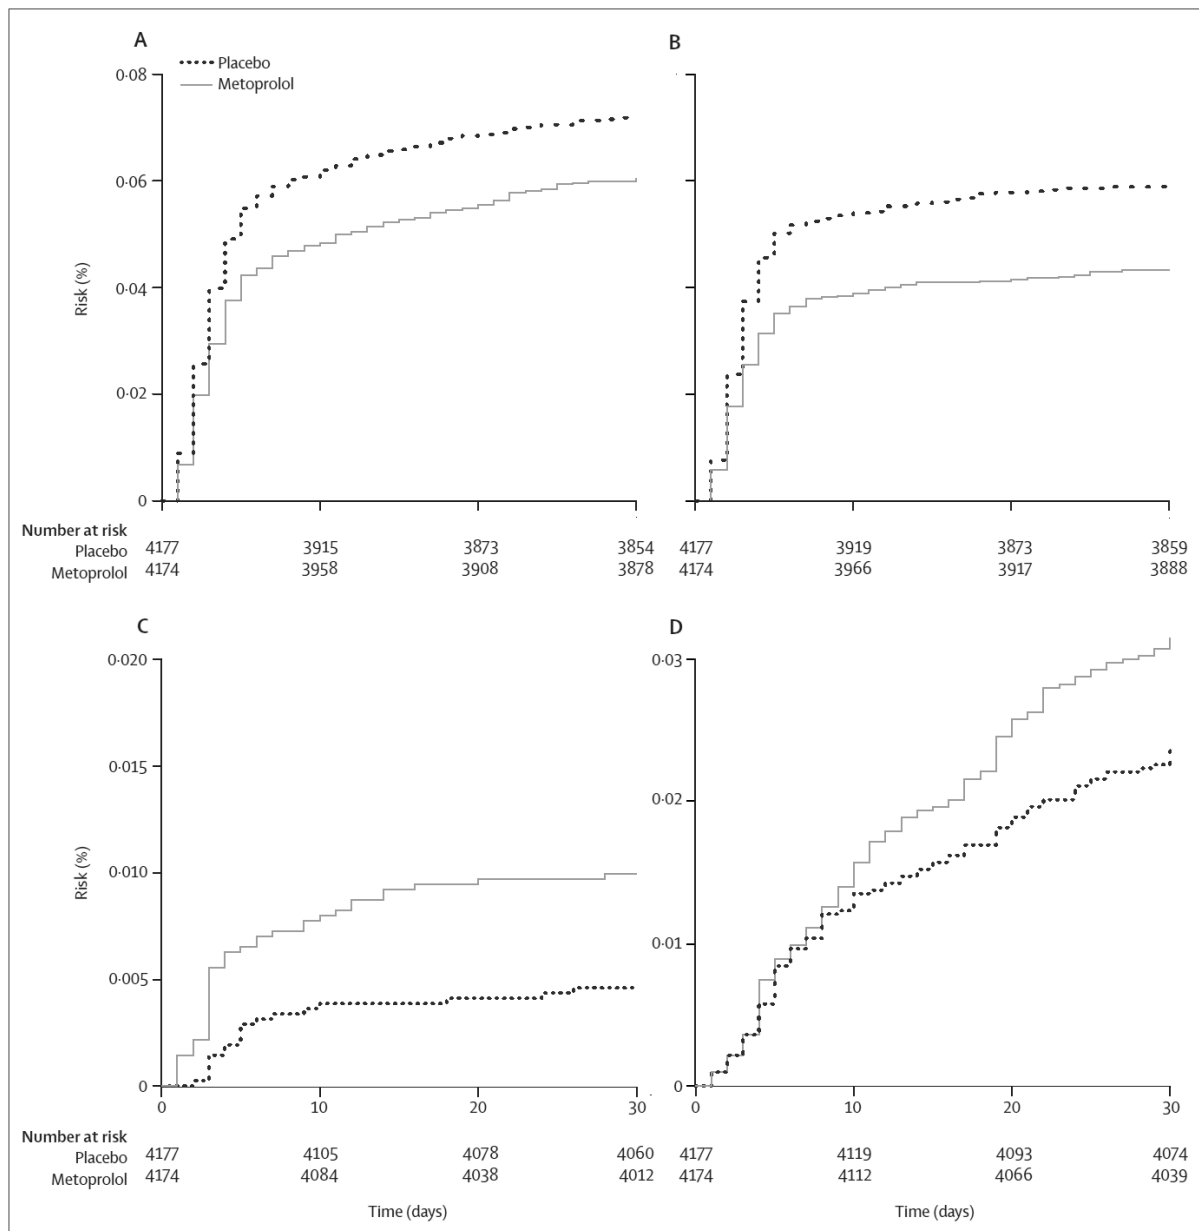 A
B
Placebo
Metoprolol
0·08
0·06
0·04
0·02
0
Risk (%)
Number at risk
Placebo 4177 3915 3873 3854 4177 3919 3873 3859
Metoprolol 4174 3958 3908 3878 4174 3966 3917 3888
C
D
0·020
0·015
0·010
0·005
0
Risk (%)
0·03
0·02
0·01
0
0 10 20 30 0 10 20 30
Number at risk
Placebo 4177 4105 4078 4060 4177 4119 4093 4074
Metoprolol 4174 4084 4038 4012 4174 4112 4066 4039
Time (days) Time (days)